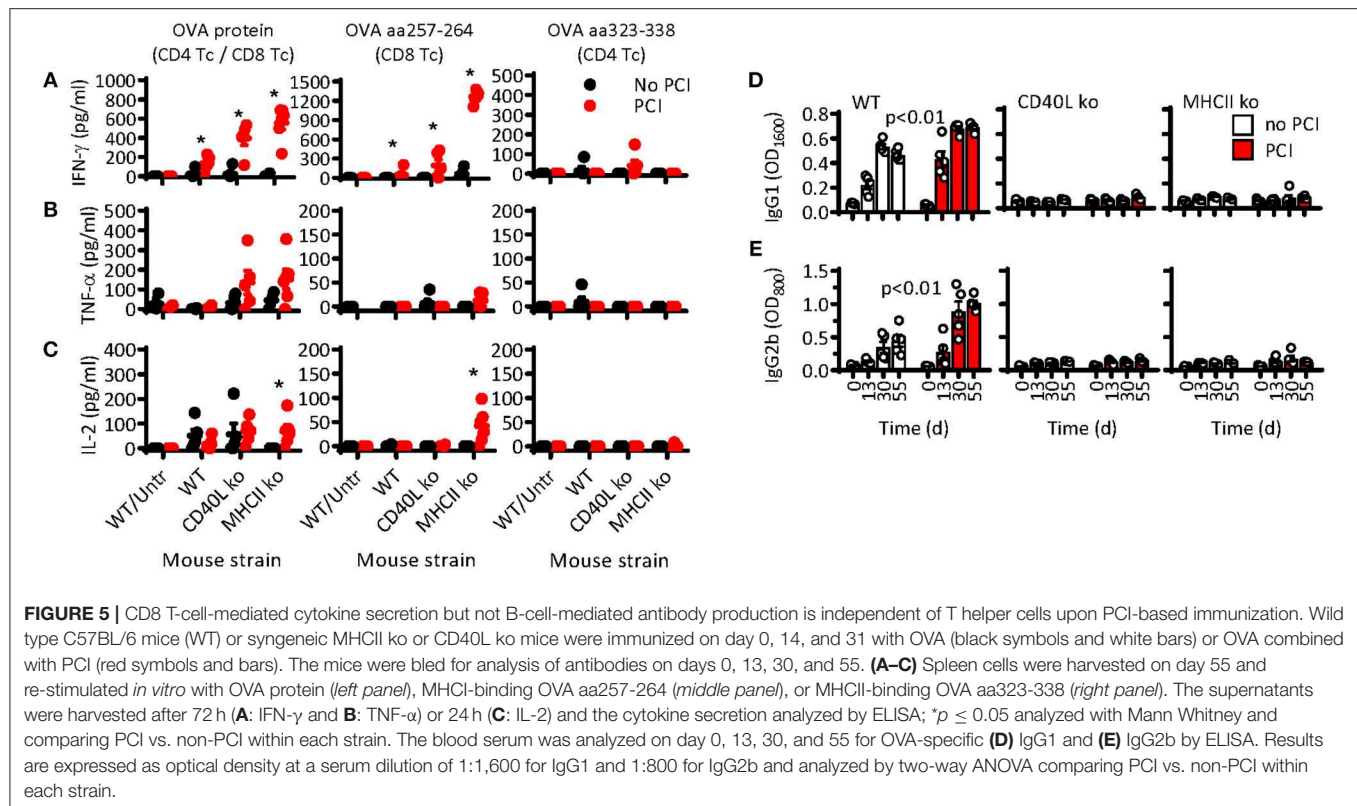 OVA protein
(CD4 Tc / CD8 Tc)
OVA aa257-264
(CD8 Tc)
OVA aa323-338
(CD4 Tc)
A
IFN-γ (pg/ml)
1000
800
600
400
200
0
*
*
*
1500
1200
900
600
300
0
*
*
*
500
400
300
200
100
0
No PCI
PCI
B
TNF-α (pg/ml)
500
400
300
200
100
0
200
150
100
50
0
200
150
100
50
0
C
IL-2 (pg/ml)
400
300
200
100
0
*
200
150
100
50
0
*
200
150
100
50
0
WT/Untr
WT
CD40L ko
MHCII ko
WT/Untr
WT
CD40L ko
MHCII ko
WT/Untr
WT
CD40L ko
MHCII ko
Mouse strain
Mouse strain
Mouse strain
D
IgG1 (OD1600)
0.8
0.6
0.4
0.2
0.0
WT
p<0.01
CD40L ko
MHCII ko
no PCI
PCI
E
IgG2b (OD800)
1.5
1.0
0.5
0.0
p<0.01
0
13
30
55
0
13
30
55
0
13
30
55
0
13
30
55
0
13
30
55
0
13
30
55
Time (d)
Time (d)
Time (d)
FIGURE 5 | CD8 T-cell-mediated cytokine secretion but not B-cell-mediated antibody production is independent of T helper cells upon PCI-based immunization. Wild
type C57BL/6 mice (WT) or syngeneic MHCII ko or CD40L ko mice were immunized on day 0, 14, and 31 with OVA (black symbols and white bars) or OVA combined
with PCI (red symbols and bars). The mice were bled for analysis of antibodies on days 0, 13, 30, and 55. (A–C) Spleen cells were harvested on day 55 and
re-stimulated in vitro with OVA protein (left panel), MHCI-binding OVA aa257-264 (middle panel), or MHCII-binding OVA aa323-338 (right panel). The supernatants
were harvested after 72 h (A: IFN-γ and B: TNF-α) or 24 h (C: IL-2) and the cytokine secretion analyzed by ELISA; *p ≤ 0.05 analyzed with Mann Whitney and
comparing PCI vs. non-PCI within each strain. The blood serum was analyzed on day 0, 13, 30, and 55 for OVA-specific (D) IgG1 and (E) IgG2b by ELISA. Results
are expressed as optical density at a serum dilution of 1:1,600 for IgG1 and 1:800 for IgG2b and analyzed by two-way ANOVA comparing PCI vs. non-PCI within
each strain.